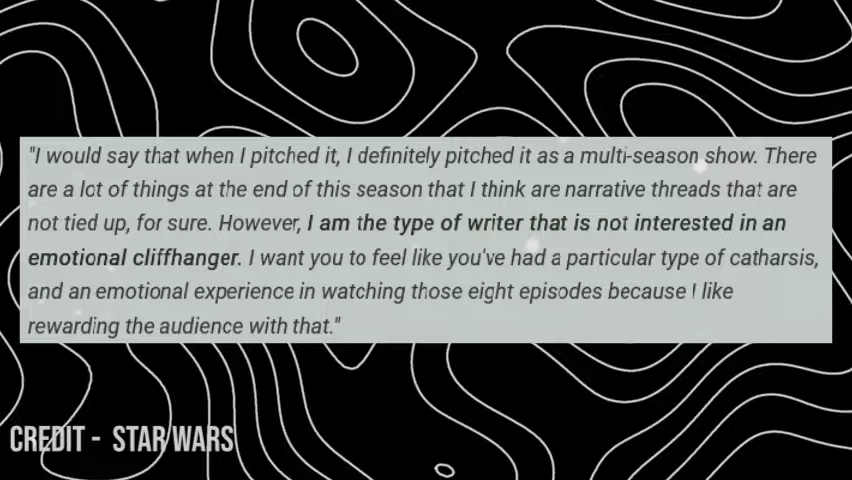 "I would say that when I pitched it, I definitely pitched it as a multi-season show. There
are a lot of things at the end of this season that I think are narrative threads that are
not tied up, for sure. However, I am the type of writer that is not interested in an
emotional cliffhanger. I want you to feel like you've had a particular type of catharsis,
and an emotional experience in watching those eight episodes because I like
rewarding the audience with that."
CREDIT - STAR WARS